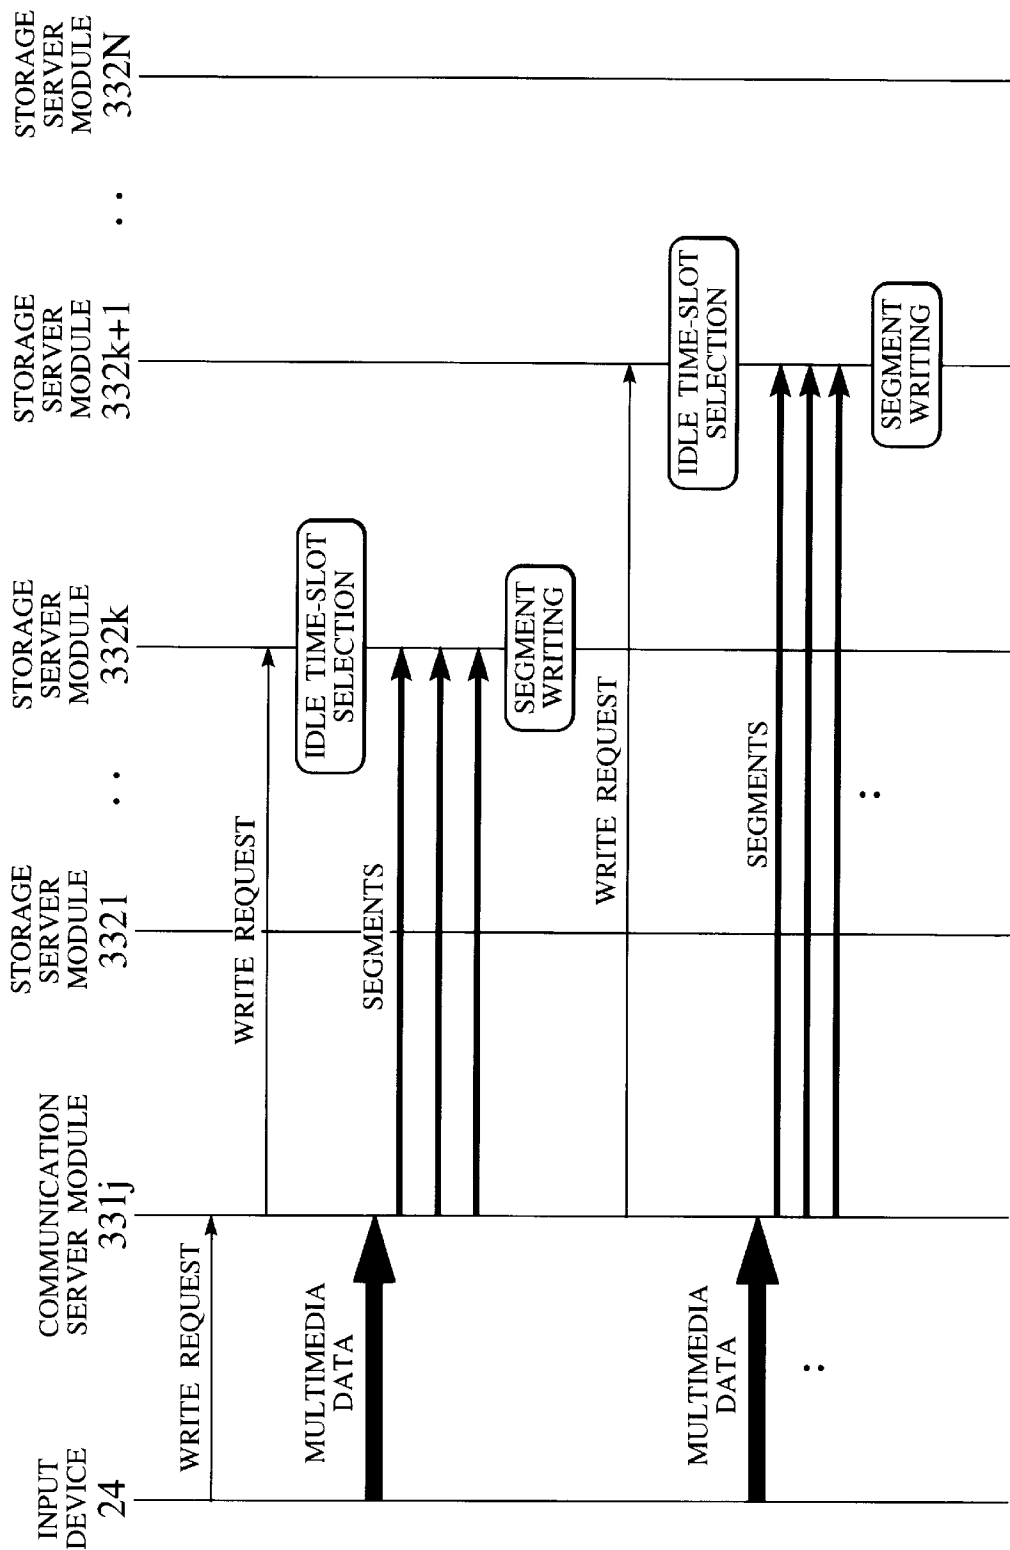 INPUT
DEVICE
24
COMMUNICATION
SERVER MODULE
331j
STORAGE
SERVER
MODULE
3321
. .
STORAGE
SERVER
MODULE
332k
STORAGE
SERVER
MODULE
332k+1
. .
STORAGE
SERVER
MODULE
332N
WRITE REQUEST
WRITE REQUEST
IDLE TIME-SLOT
SELECTION
MULTIMEDIA
DATA
SEGMENTS
SEGMENT
WRITING
WRITE REQUEST
IDLE TIME-SLOT
SELECTION
MULTIMEDIA
DATA
SEGMENTS
SEGMENT
WRITING
. .
. .